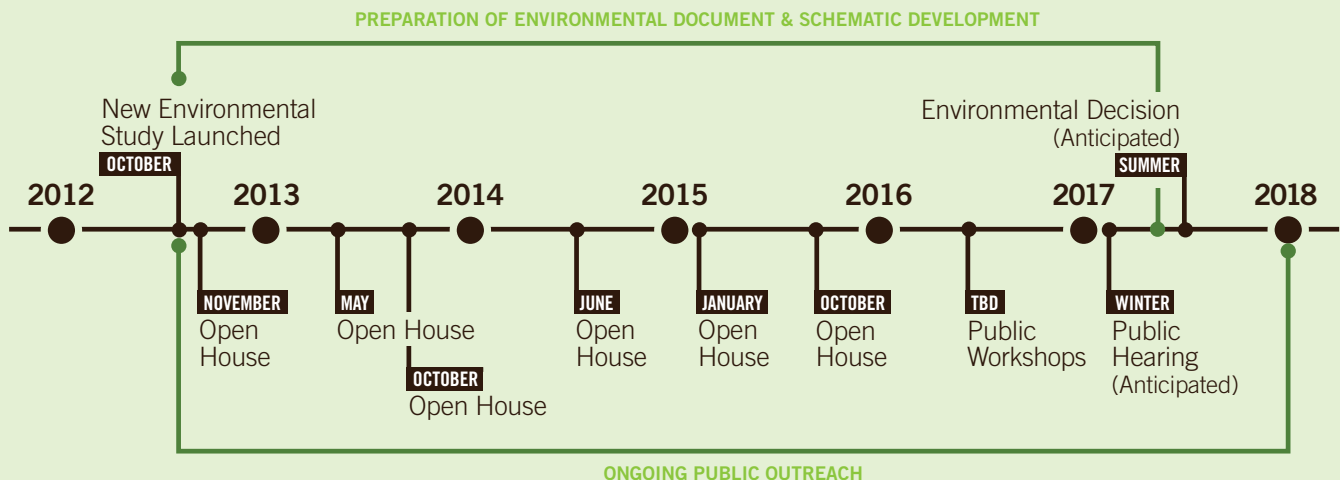 PREPARATION OF ENVIRONMENTAL DOCUMENT & SCHEMATIC DEVELOPMENT
New Environmental
Study Launched
OCTOBER
Environmental Decision
(Anticipated)
SUMMER
2012
2013
2014
2015
2016
2017
2018
NOVEMBER
Open
House
MAY
Open House
OCTOBER
Open House
JUNE
Open
House
JANUARY
Open
House
OCTOBER
Open
House
TBD
Public
Workshops
WINTER
Public
Hearing
(Anticipated)
ONGOING PUBLIC OUTREACH